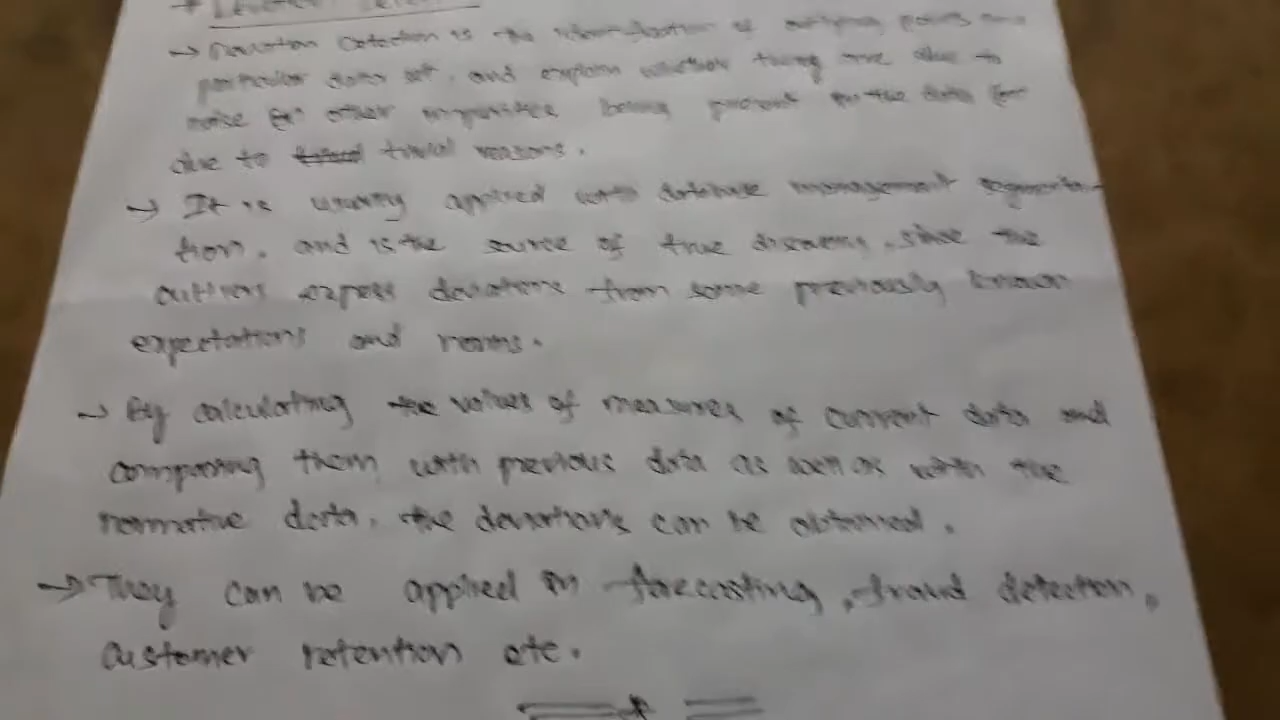 → Deviation Detection is the identification of outlying points in a
particular data set, and explain whether they are due to
noise or other impurities being present in the data or
due to trivial reasons.
→ It is usually applied with database management segmenta-
tion, and is the source of true discovery, since the
outliers express deviations from some previously known
expectations and norms.
→ By calculating the values of measures of current data and
comparing them with previous data as well as with the
normative data, the deviations can be obtained.
→ They can be applied in forecasting, fraud detection,
customer retention etc.